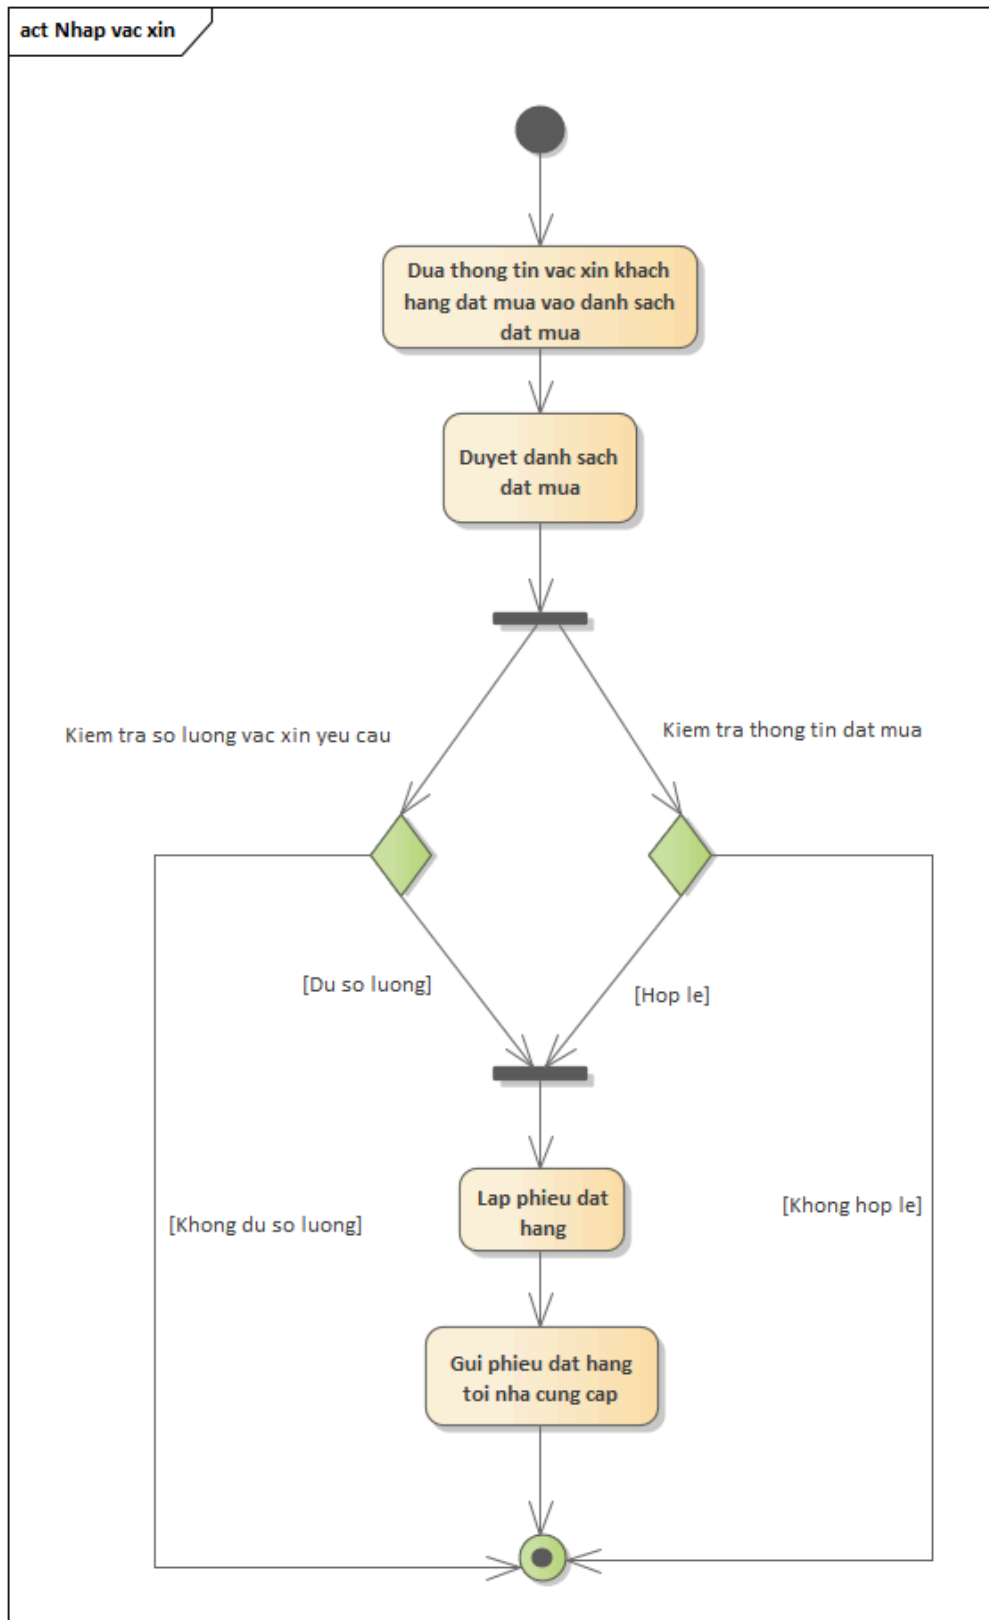 act Nhap vac xin
Dua thong tin vac xin khach
hang dat mua vao danh sach
dat mua
Duyet danh sach
dat mua
Kiem tra so luong vac xin yeu cau
Kiem tra thong tin dat mua
[Du so luong]
[Hop le]
Lap phieu dat
hang
[Khong du so luong]
[Khong hop le]
Gui phieu dat hang
toi nha cung cap